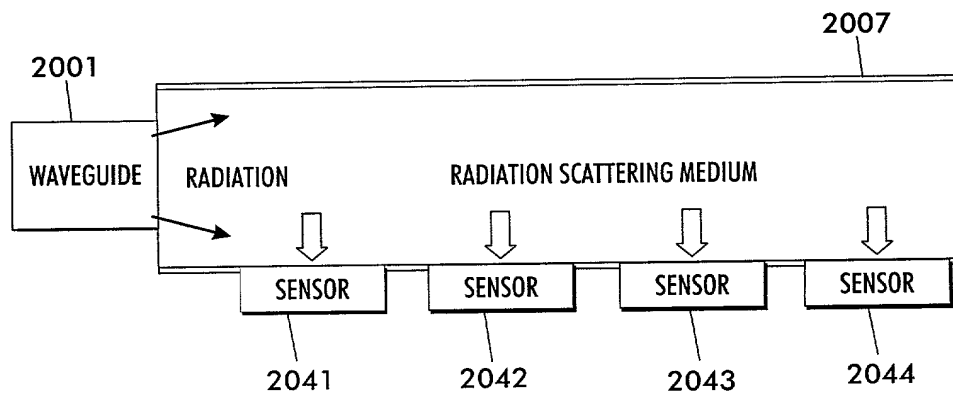 2007
2001
WAVEGUIDE
RADIATION
RADIATION SCATTERING MEDIUM
SENSOR
SENSOR
SENSOR
SENSOR
2041
2042
2043
2044